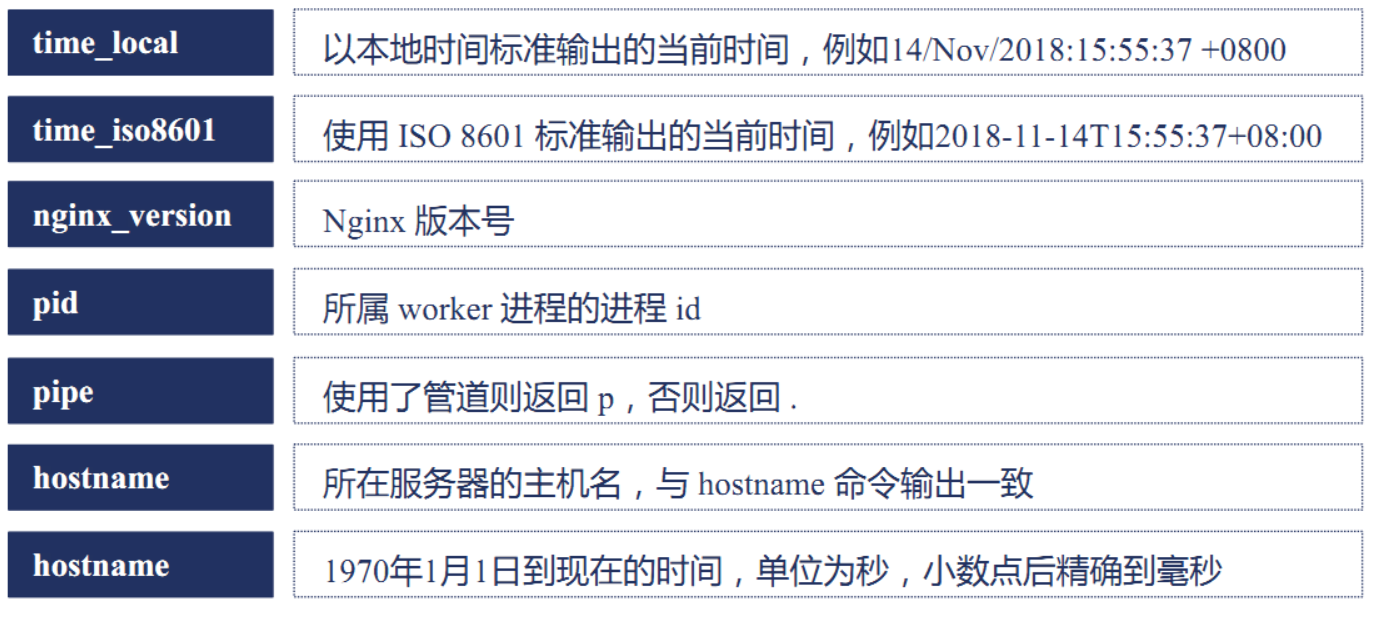 time_local 以本地时间标准输出的当前时间，例如14/Nov/2018:15:55:37 +0800
time_iso8601 使用 ISO 8601 标准输出的当前时间，例如2018-11-14T15:55:37+08:00
nginx_version Nginx 版本号
pid 所属 worker 进程的进程 id
pipe 使用了管道则返回 p，否则返回 .
hostname 所在服务器的主机名，与 hostname 命令输出一致
hostname 1970年1月1日到现在的时间，单位为秒，小数点后精确到毫秒